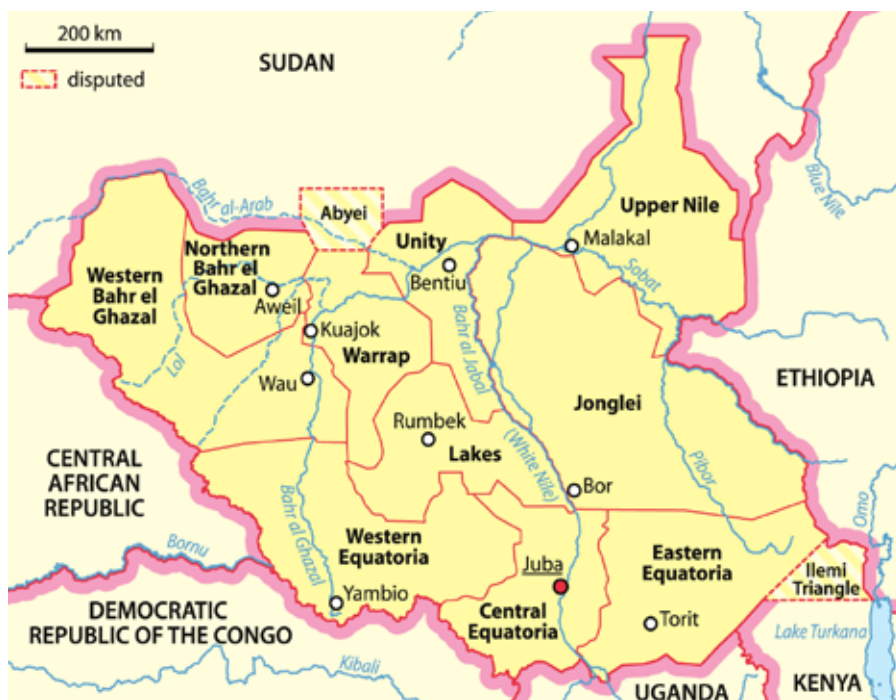 200 km
disputed
SUDAN
Bahr al-Arab
Abyei
Upper Nile
Blue Nile
Unity
Malakal
Northern
Bahr el
Ghazal
Western
Bahr el
Ghazal
Bentiu
Sobat
Aweil
Kuajok
Warrap
Lol
Wau
Bahr al Jabal
ETHIOPIA
Jonglei
Rumbek
Lakes
(White Nile)
Pibor
CENTRAL
AFRICAN
REPUBLIC
Bor
Omo
Bahr al Ghazal
Western
Equatoria
Bornu
Eastern
Equatoria
Juba
Ilemi
Triangle
Yambio
DEMOCRATIC
REPUBLIC OF THE CONGO
Central
Equatoria
Torit
Lake Turkana
Kibali
UGANDA
KENYA